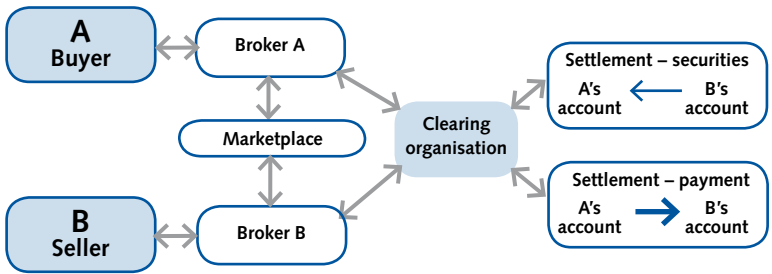 A
Buyer
Broker A
Marketplace
B
Seller
Broker B
Clearing
organisation
Settlement – securities
A's B's
account account
Settlement – payment
A's B's
account account